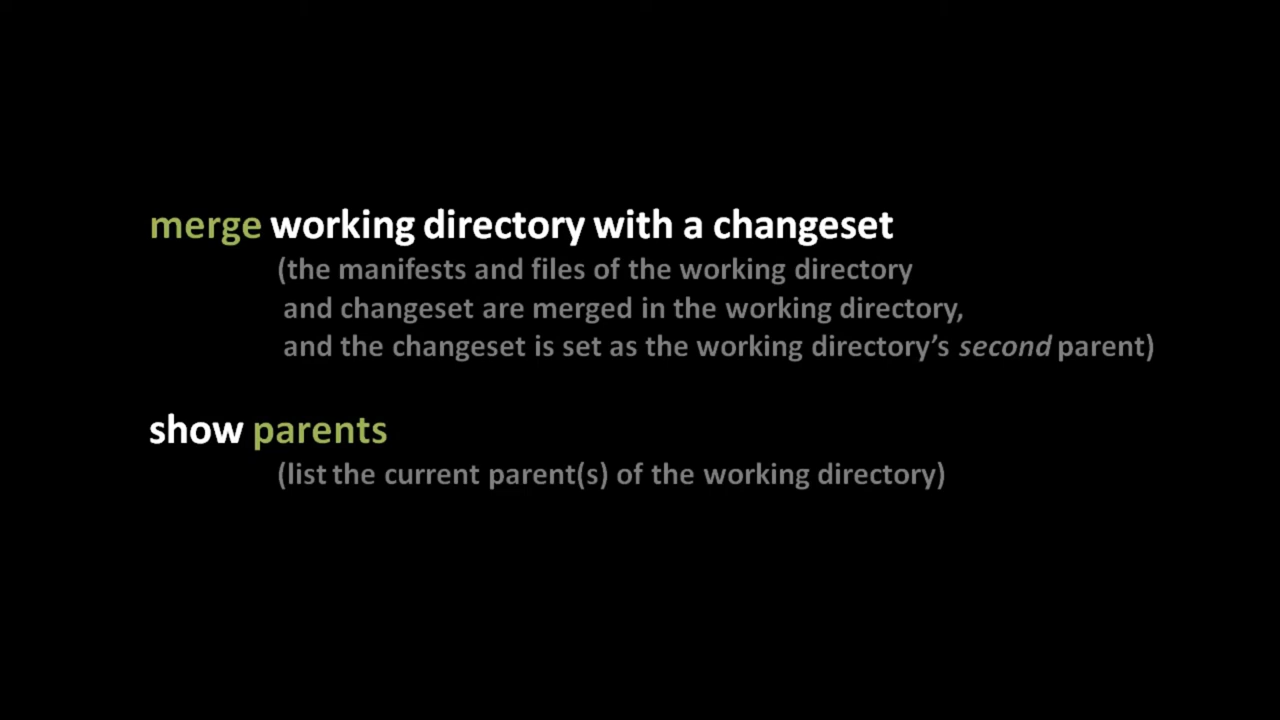 merge working directory with a changeset
(the manifests and files of the working directory
and changeset are merged in the working directory,
and the changeset is set as the working directory’s second parent)
show parents
(list the current parent(s) of the working directory)